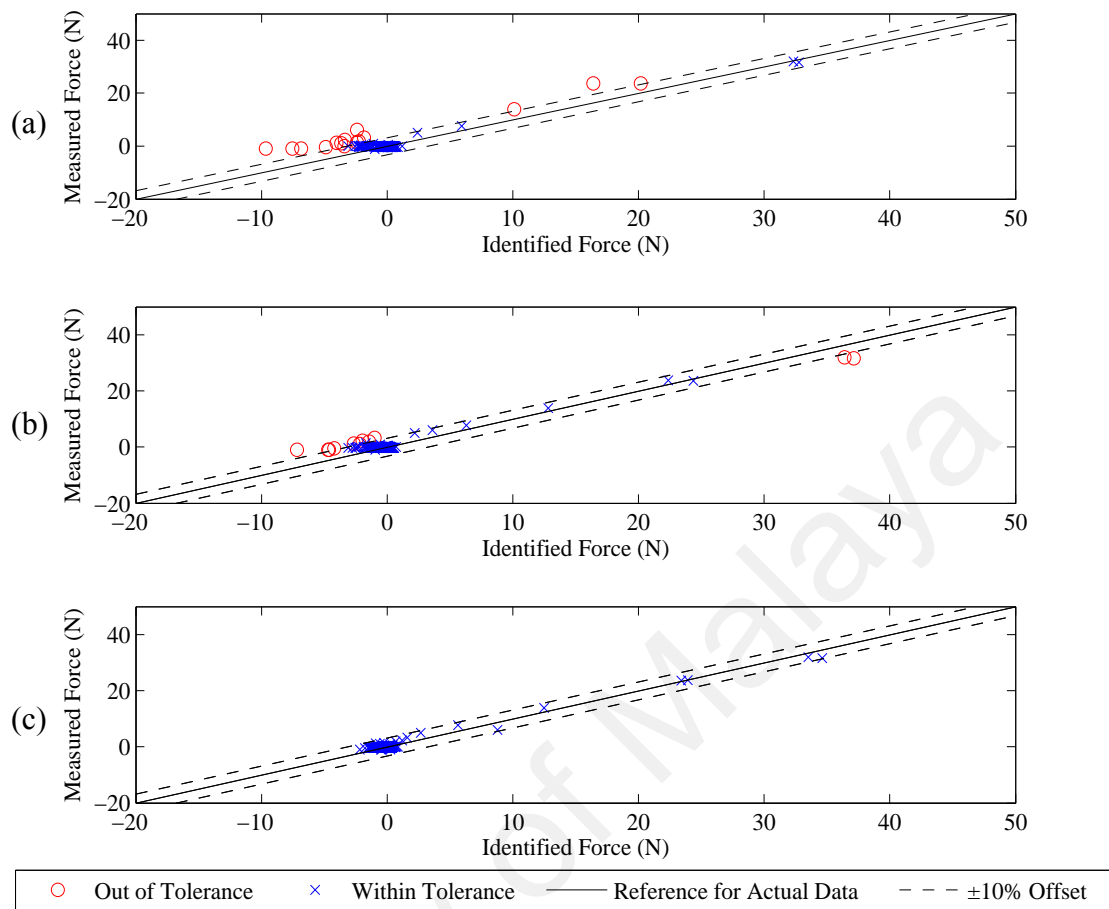 (a)
Measured Force (N)
40
20
0
−20
−20 −10 0 10 20 30 40 50
Identified Force (N)
(b)
Measured Force (N)
40
20
0
−20
−20 −10 0 10 20 30 40 50
Identified Force (N)
(c)
Measured Force (N)
40
20
0
−20
−20 −10 0 10 20 30 40 50
Identified Force (N)
Out of Tolerance Within Tolerance Reference for Actual Data ±10% Offset
of Malaya